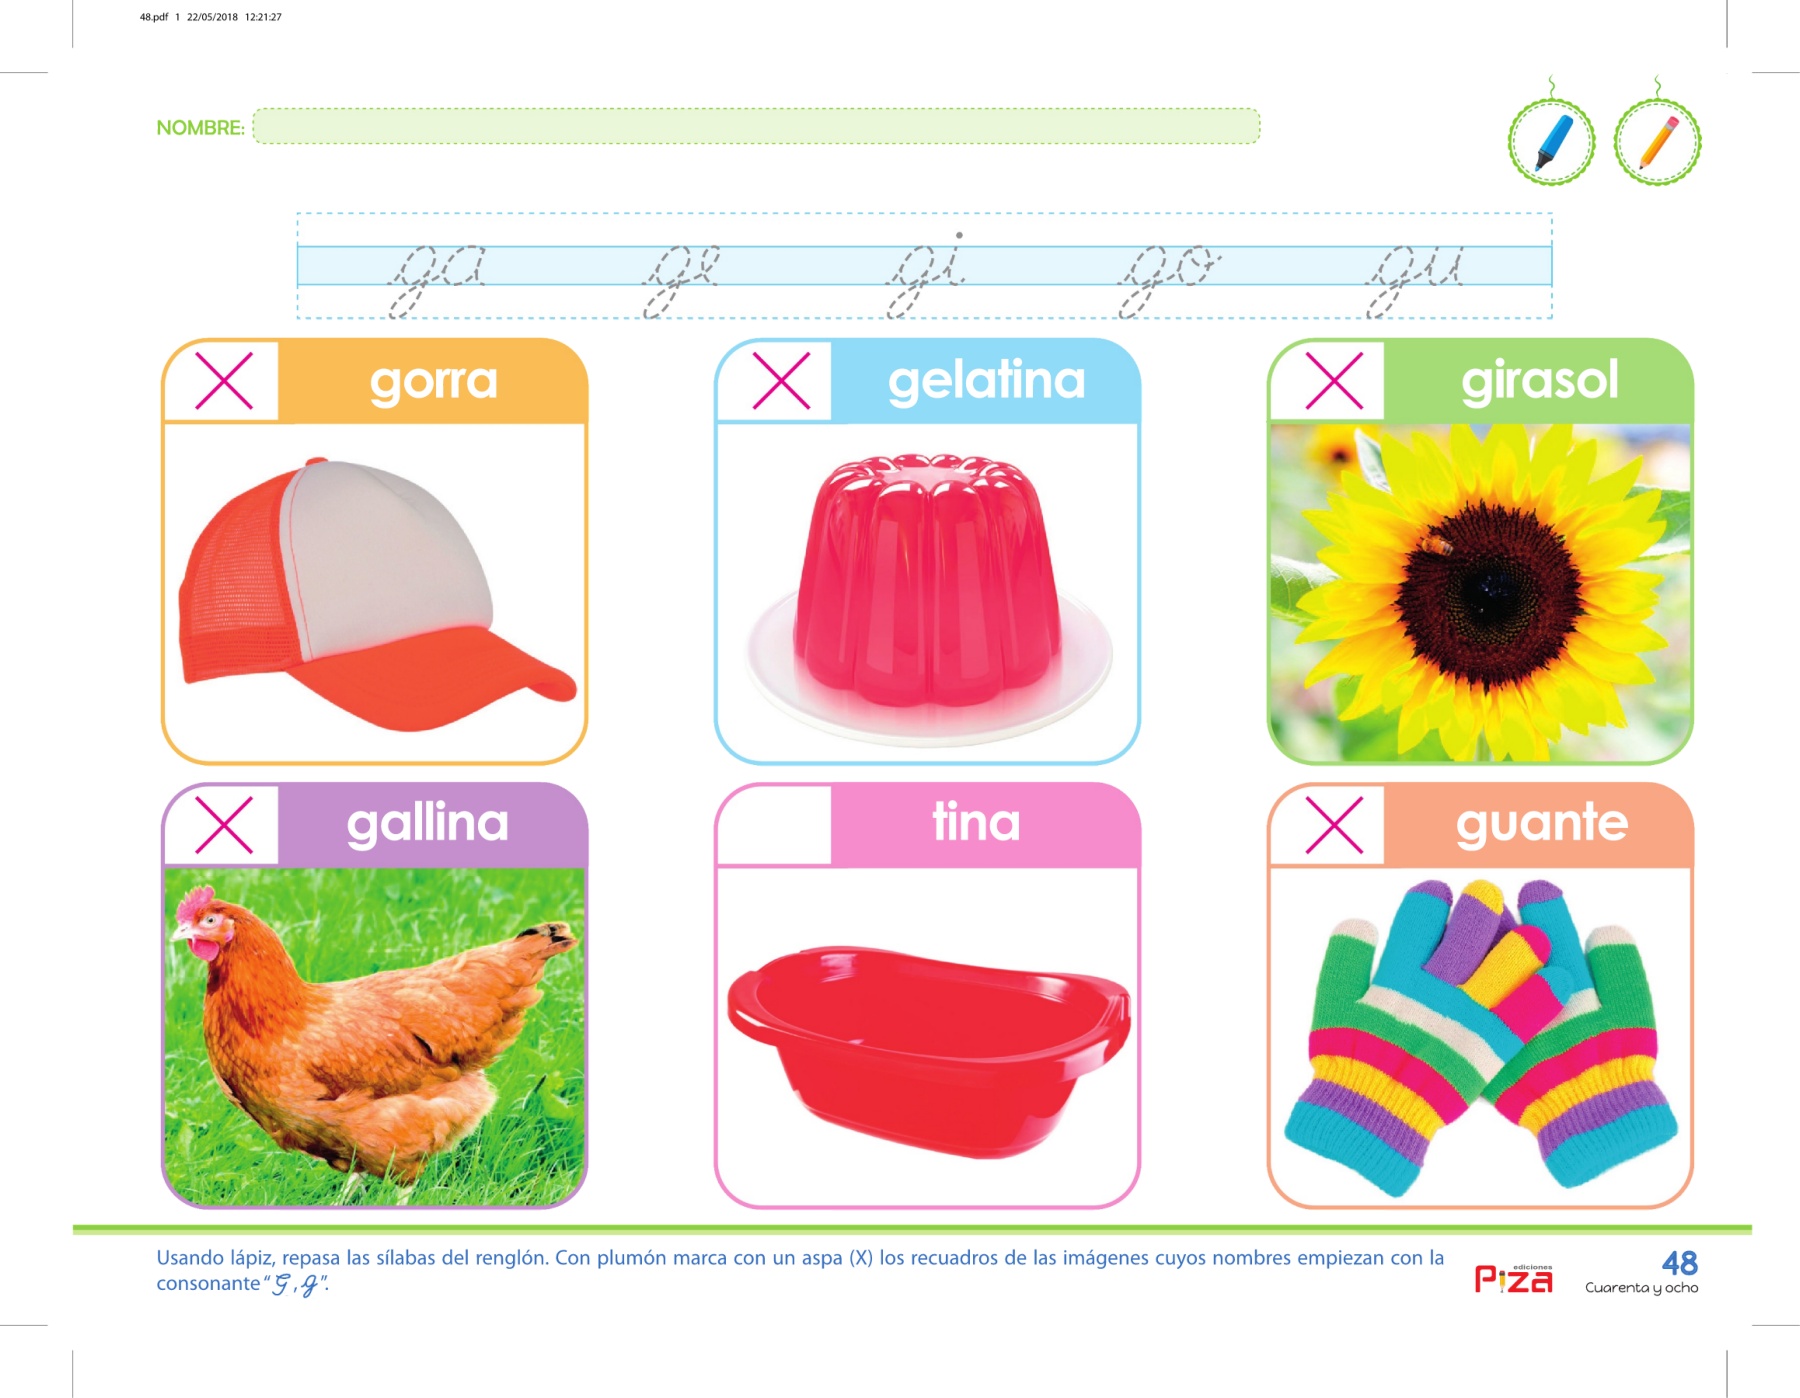 48.pdf 1 22/05/2018 12:21:27
NOMBRE:
ga ge gi go gu
gorra
gelatina
girasol
gallina
tina
guante
Usando lápiz, repasa las sílabas del renglón. Con plumón marca con un aspa (X) los recuadros de las imágenes cuyos nombres empiezan con la
consonante “G, g”.
ediciones
Piza
48
Cuarenta y ocho